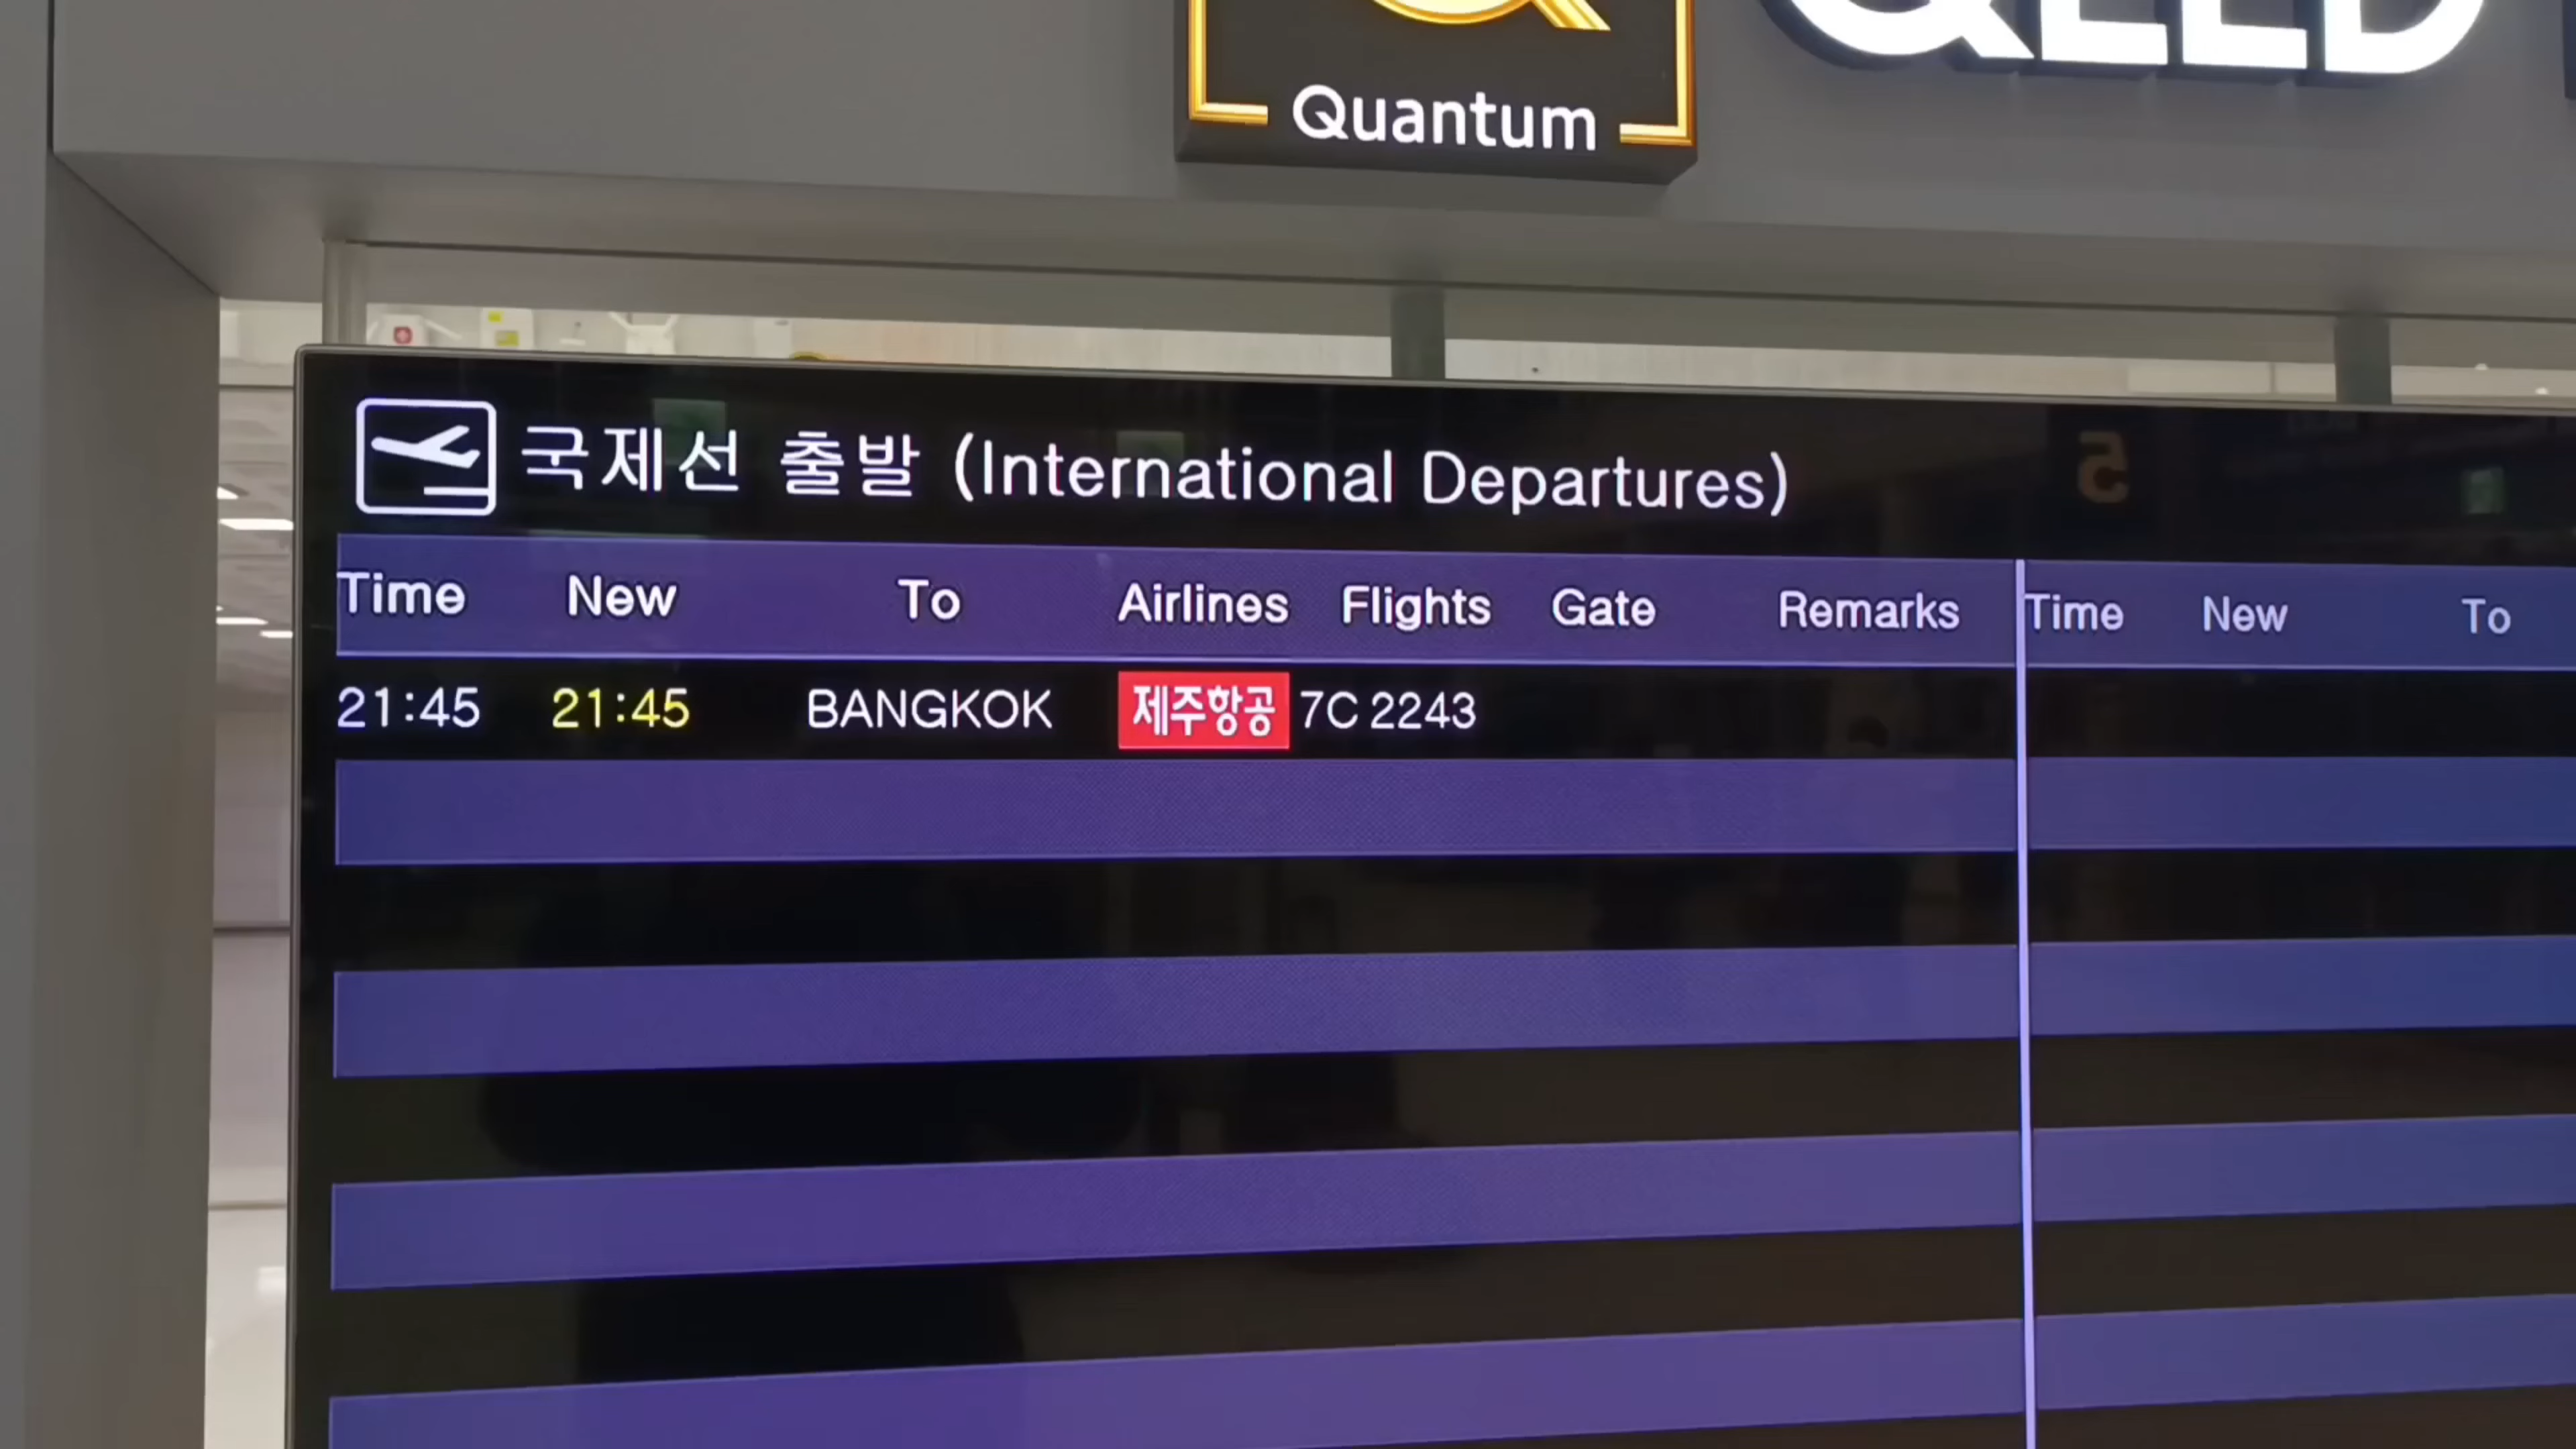 Quantum
QLED
국제선 출발 (International Departures)
Time New To Airlines Flights Gate Remarks Time New To
21:45 21:45 BANGKOK 제주항공 7C 2243